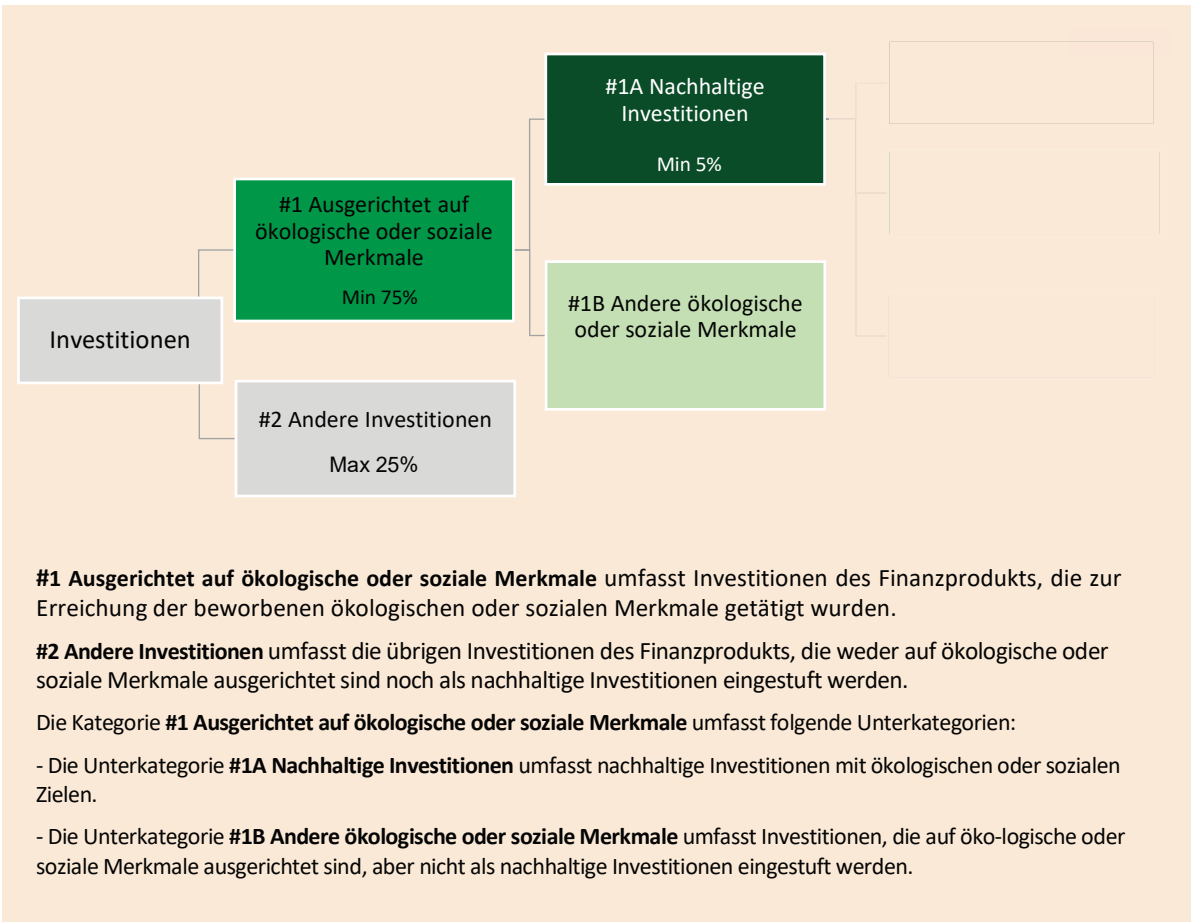 #1A Nachhaltige
Investitionen
Min 5%
#1 Ausgerichtet auf
ökologische oder soziale
Merkmale
Min 75%
#1B Andere ökologische
oder soziale Merkmale
Investitionen
#2 Andere Investitionen
Max 25%
#1 Ausgerichtet auf ökologische oder soziale Merkmale umfasst Investitionen des Finanzprodukts, die zur
Erreichung der beworbenen ökologischen oder sozialen Merkmale getätigt wurden.
#2 Andere Investitionen umfasst die übrigen Investitionen des Finanzprodukts, die weder auf ökologische oder
soziale Merkmale ausgerichtet sind noch als nachhaltige Investitionen eingestuft werden.
Die Kategorie #1 Ausgerichtet auf ökologische oder soziale Merkmale umfasst folgende Unterkategorien:
- Die Unterkategorie #1A Nachhaltige Investitionen umfasst nachhaltige Investitionen mit ökologischen oder sozialen
Zielen.
- Die Unterkategorie #1B Andere ökologische oder soziale Merkmale umfasst Investitionen, die auf öko-logische oder
soziale Merkmale ausgerichtet sind, aber nicht als nachhaltige Investitionen eingestuft werden.